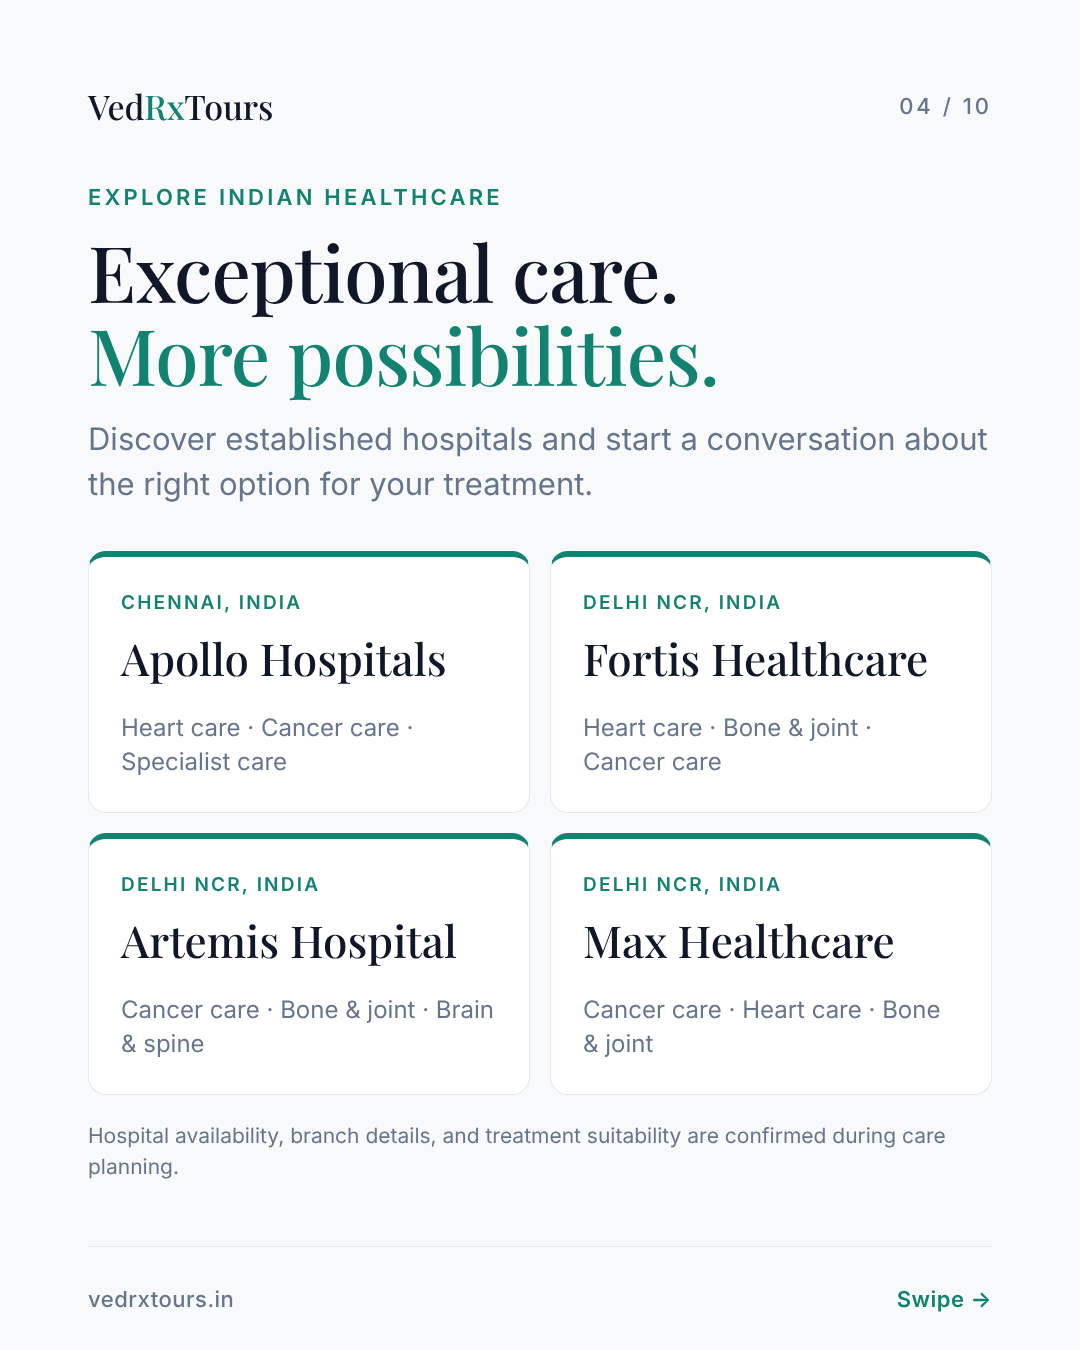 VedRxTours
04 / 10
EXPLORE INDIAN HEALTHCARE
Exceptional care.
More possibilities.
Discover established hospitals and start a conversation about
the right option for your treatment.
CHENNAI, INDIA
Apollo Hospitals
Heart care · Cancer care ·
Specialist care
DELHI NCR, INDIA
Fortis Healthcare
Heart care · Bone & joint ·
Cancer care
DELHI NCR, INDIA
Artemis Hospital
Cancer care · Bone & joint · Brain
& spine
DELHI NCR, INDIA
Max Healthcare
Cancer care · Heart care · Bone
& joint
Hospital availability, branch details, and treatment suitability are confirmed during care
planning.
vedrxtours.in
Swipe →